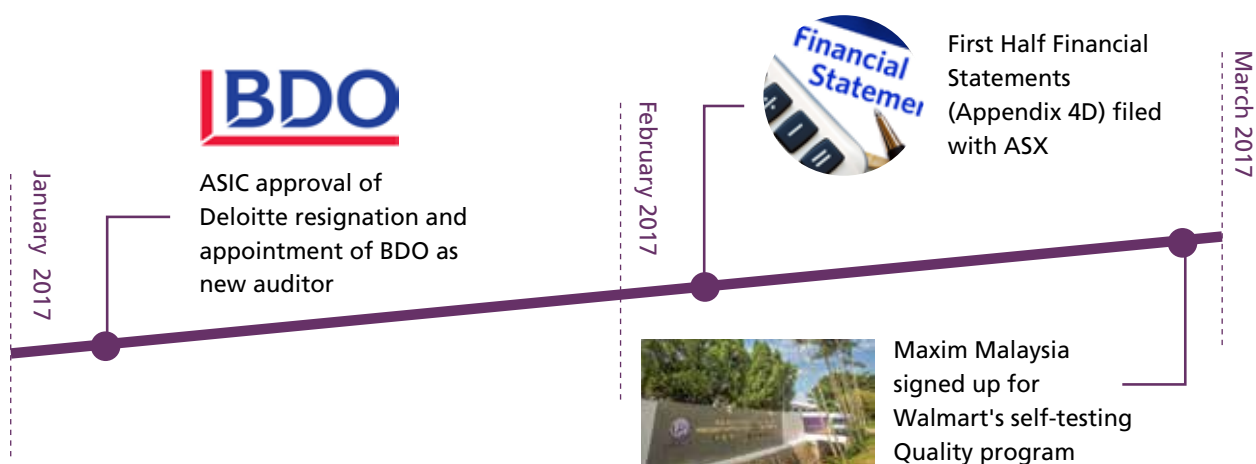 BDO
January 2017
ASIC approval of
Deloitte resignation and
appointment of BDO as
new auditor
February 2017
Financial
Statemen
First Half Financial
Statements
(Appendix 4D) filed
with ASX
March 2017
Maxim Malaysia
signed up for
Walmart's self-testing
Quality program